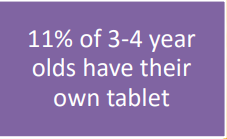 11% of 3-4 year
olds have their
own tablet